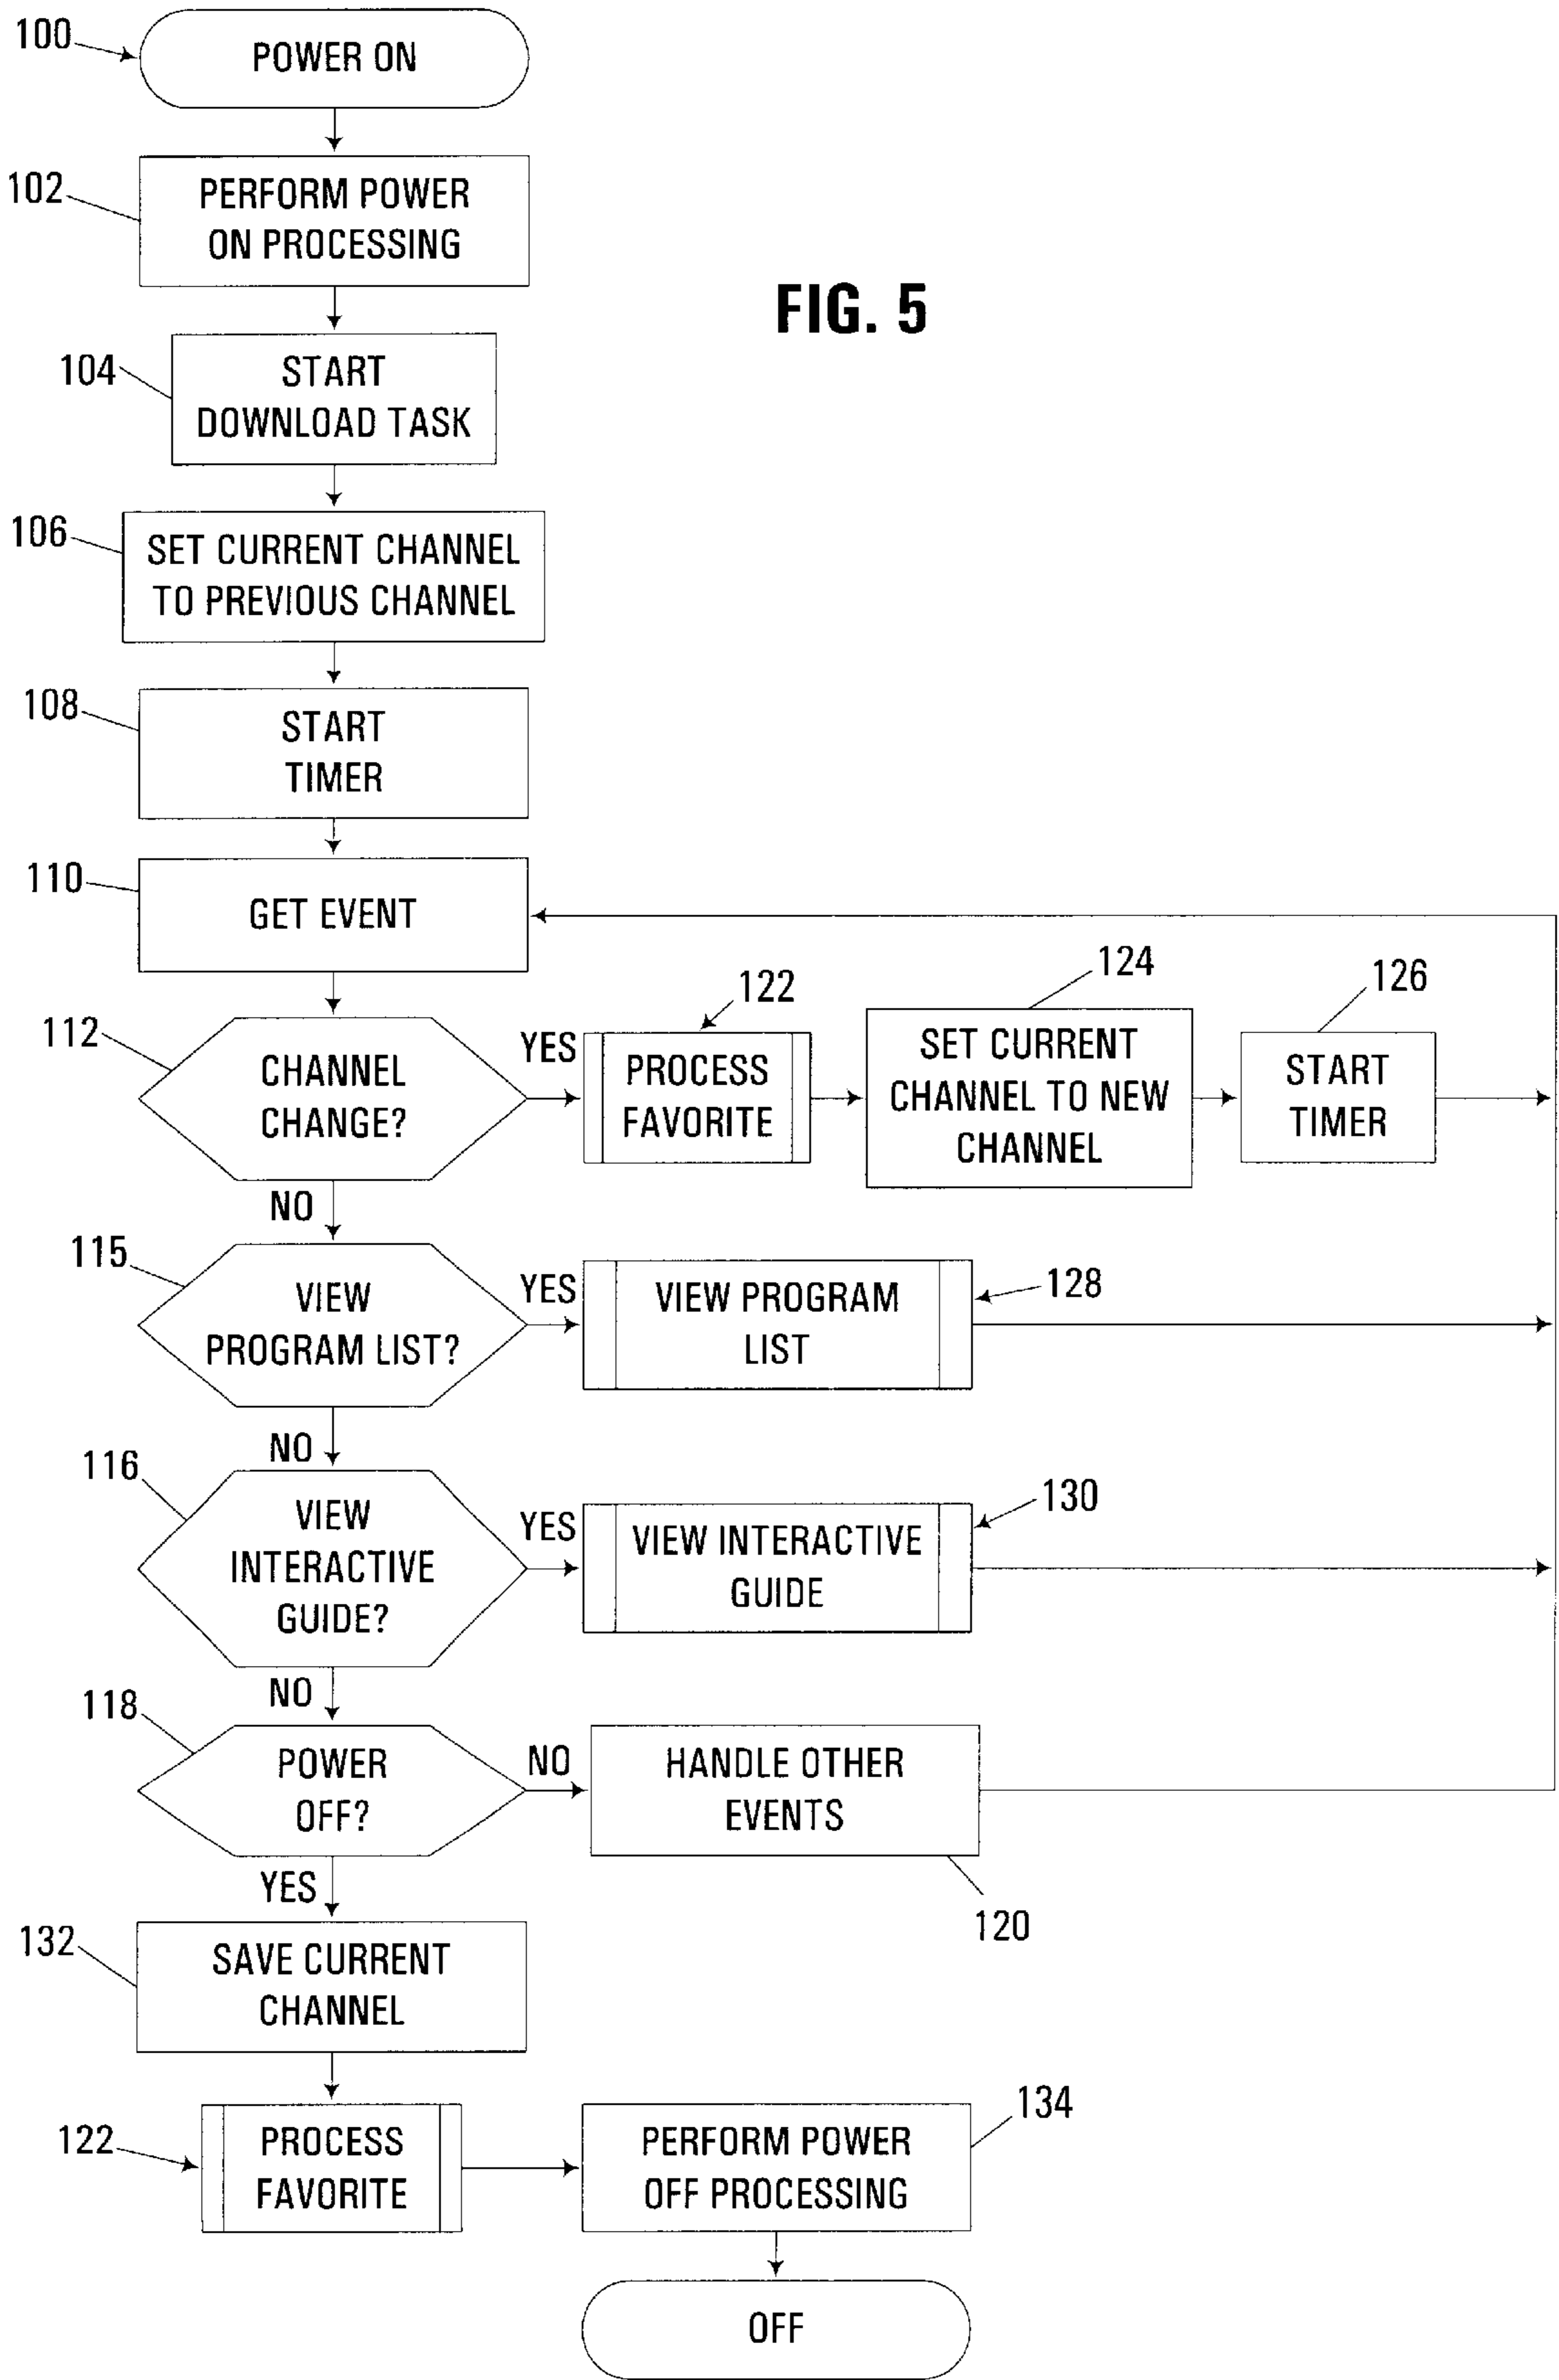 100
POWER ON
102
PERFORM POWER
ON PROCESSING
FIG. 5
104
START
DOWNLOAD TASK
106
SET CURRENT CHANNEL
TO PREVIOUS CHANNEL
108
START
TIMER
110
GET EVENT
112
CHANNEL
CHANGE?
YES
122
PROCESS
FAVORITE
124
SET CURRENT
CHANNEL TO NEW
CHANNEL
126
START
TIMER
NO
115
VIEW
PROGRAM LIST?
YES
VIEW PROGRAM
LIST
128
NO
116
VIEW
INTERACTIVE
GUIDE?
YES
VIEW INTERACTIVE
GUIDE
130
NO
118
POWER
OFF?
NO
HANDLE OTHER
EVENTS
120
YES
132
SAVE CURRENT
CHANNEL
122
PROCESS
FAVORITE
PERFORM POWER
OFF PROCESSING
134
OFF